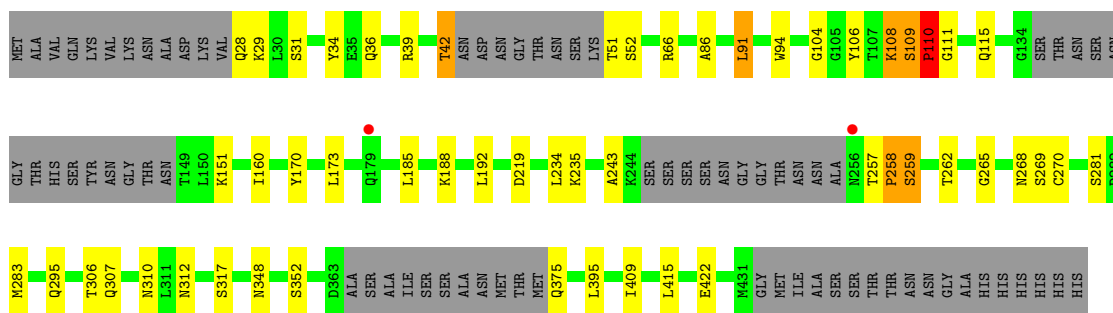 MET ALA VAL GLN LYS VAL LYS ASN ALA ASP LYS VAL Q28 K29 L30 S31 Y34 E35 Q36 R39 T42 ASN ASP ASN GLY THR ASN SER LYS T51 S52 R66 A86 L91 W94 G104 G105 Y106 T107 K108 S109 P110 G111 Q115 G134 SER THR ASN SER
GLY THR HIS SER TYR ASN GLY THR ASN T149 L150 K151 I160 Y170 L173 Q179 L185 K188 L192 D219 L234 K235 A243 K244 SER SER SER SER ASN GLY GLY THR ASN ASN ALA N256 T257 P258 S259 T262 G265 N268 S269 C270 S281
M283 Q295 T306 Q307 N310 L311 N312 S317 N348 S352 D363 ALA SER ALA ILE SER SER ALA ASN MET THR MET Q375 L395 I409 L415 E422 M431 GLY MET ILE ALA SER SER THR THR ASN ASN GLY ALA HIS HIS HIS HIS HIS HIS